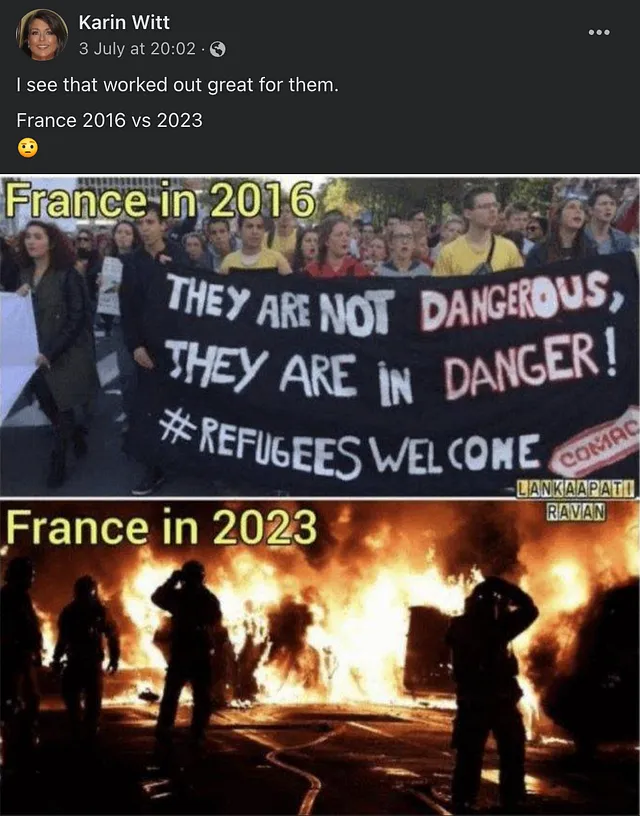 Karin Witt
3 July at 20:02 ·
I see that worked out great for them.
France 2016 vs 2023
France in 2016
THEY ARE NOT DANGEROUS,
THEY ARE iN DANGER!
#REFUGEES WELCOME
COMAC
LANKAAPATI
RAVAN
France in 2023